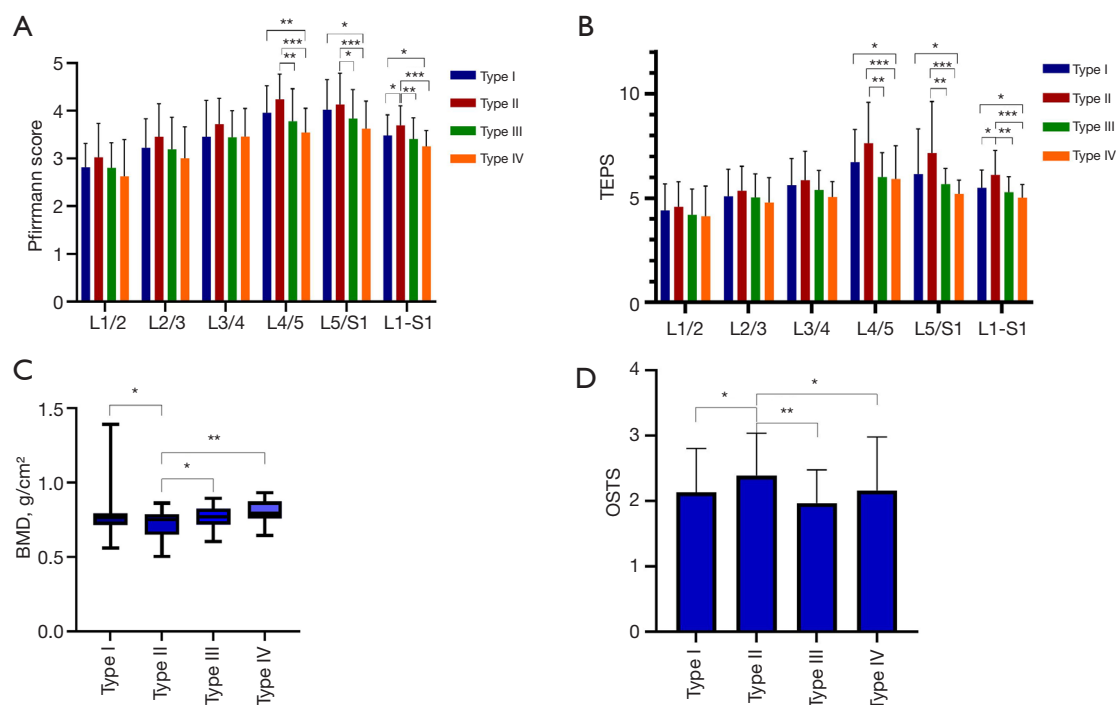 A
Pfirrmann score
5
4
3
2
1
0
** * *
*** *** ***
** * * **
L1/2 L2/3 L3/4 L4/5 L5/S1 L1-S1
Type I
Type II
Type III
Type IV
B
TEPS
10
5
0
* * *
*** *** ***
** ** * **
L1/2 L2/3 L3/4 L4/5 L5/S1 L1-S1
Type I
Type II
Type III
Type IV
C
BMD, g/cm²
1.5
1.0
0.5
0.0
*
**
*
Type I Type II Type III Type IV
D
OSTS
4
3
2
1
0
*
*
**
Type I Type II Type III Type IV